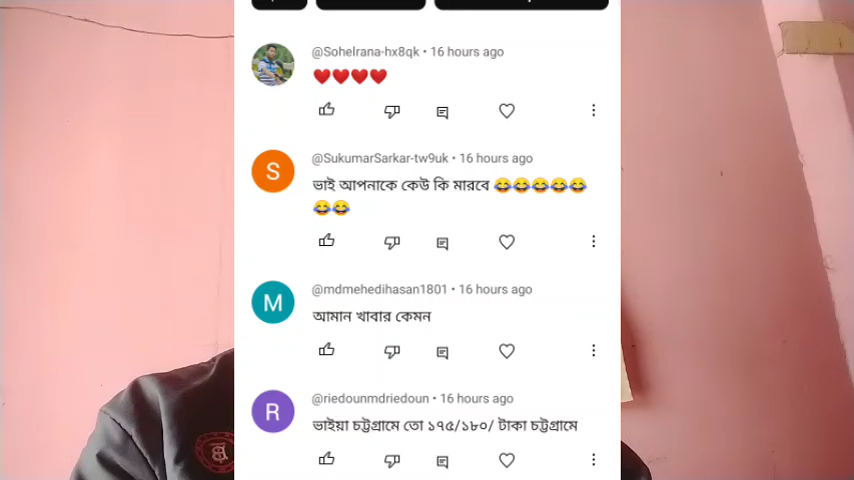 @Sohelrana-hx8qk • 16 hours ago
❤️❤️❤️❤️
S
@SukumarSarkar-tw9uk • 16 hours ago
ভাই আপনাকে কেউ কি মারবে 😂😂😂😂😂
😂😂
M
@mdmehedihasan1801 • 16 hours ago
আমান খাবার কেমন
R
@riedounmdriedoun • 16 hours ago
ভাইয়া চট্টগ্রামে তো ১৭৫/১৮০/ টাকা চট্টগ্রামে